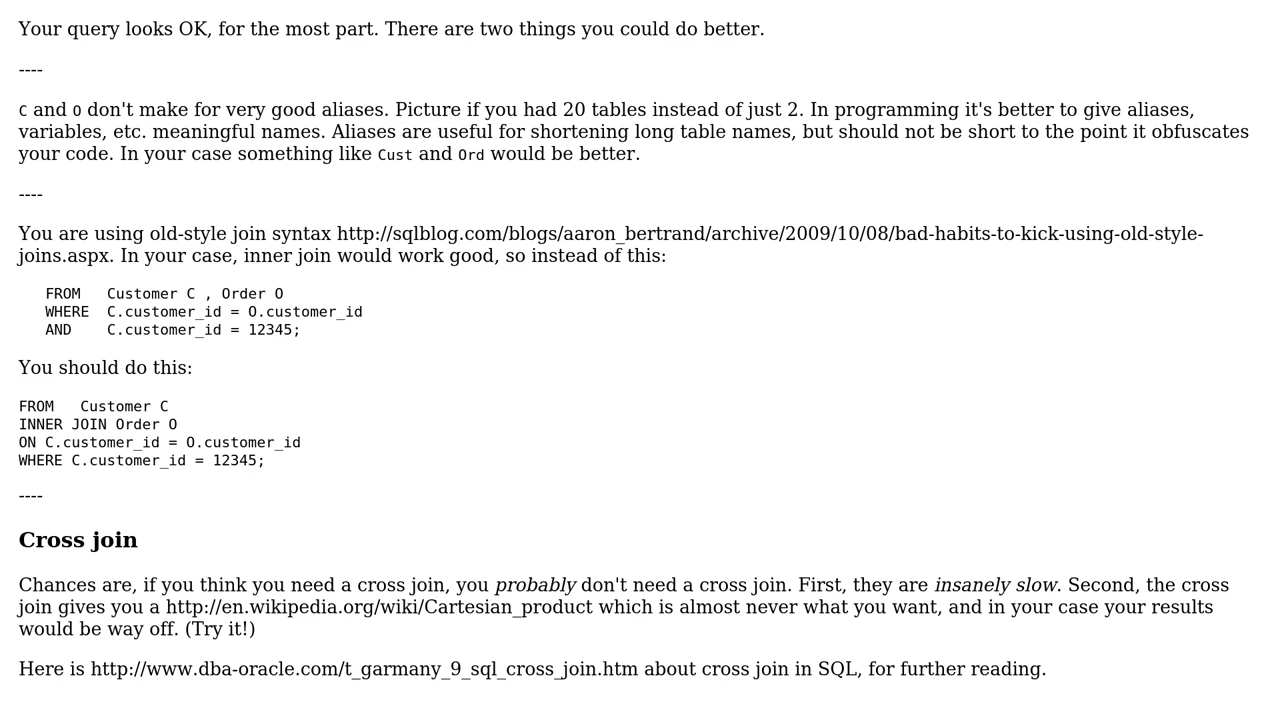 Your query looks OK, for the most part. There are two things you could do better.
----
C and O don't make for very good aliases. Picture if you had 20 tables instead of just 2. In programming it's better to give aliases,
variables, etc. meaningful names. Aliases are useful for shortening long table names, but should not be short to the point it obfuscates
your code. In your case something like Cust and Ord would be better.
----
You are using old-style join syntax http://sqlblog.com/blogs/aaron_bertrand/archive/2009/10/08/bad-habits-to-kick-using-old-style-
joins.aspx. In your case, inner join would work good, so instead of this:
   FROM   Customer C , Order O
   WHERE  C.customer_id = O.customer_id
   AND    C.customer_id = 12345;
You should do this:
FROM   Customer C
INNER JOIN Order O
ON C.customer_id = O.customer_id
WHERE C.customer_id = 12345;
----
Cross join
Chances are, if you think you need a cross join, you probably don't need a cross join. First, they are insanely slow. Second, the cross
join gives you a http://en.wikipedia.org/wiki/Cartesian_product which is almost never what you want, and in your case your results
would be way off. (Try it!)
Here is http://www.dba-oracle.com/t_garmany_9_sql_cross_join.htm about cross join in SQL, for further reading.